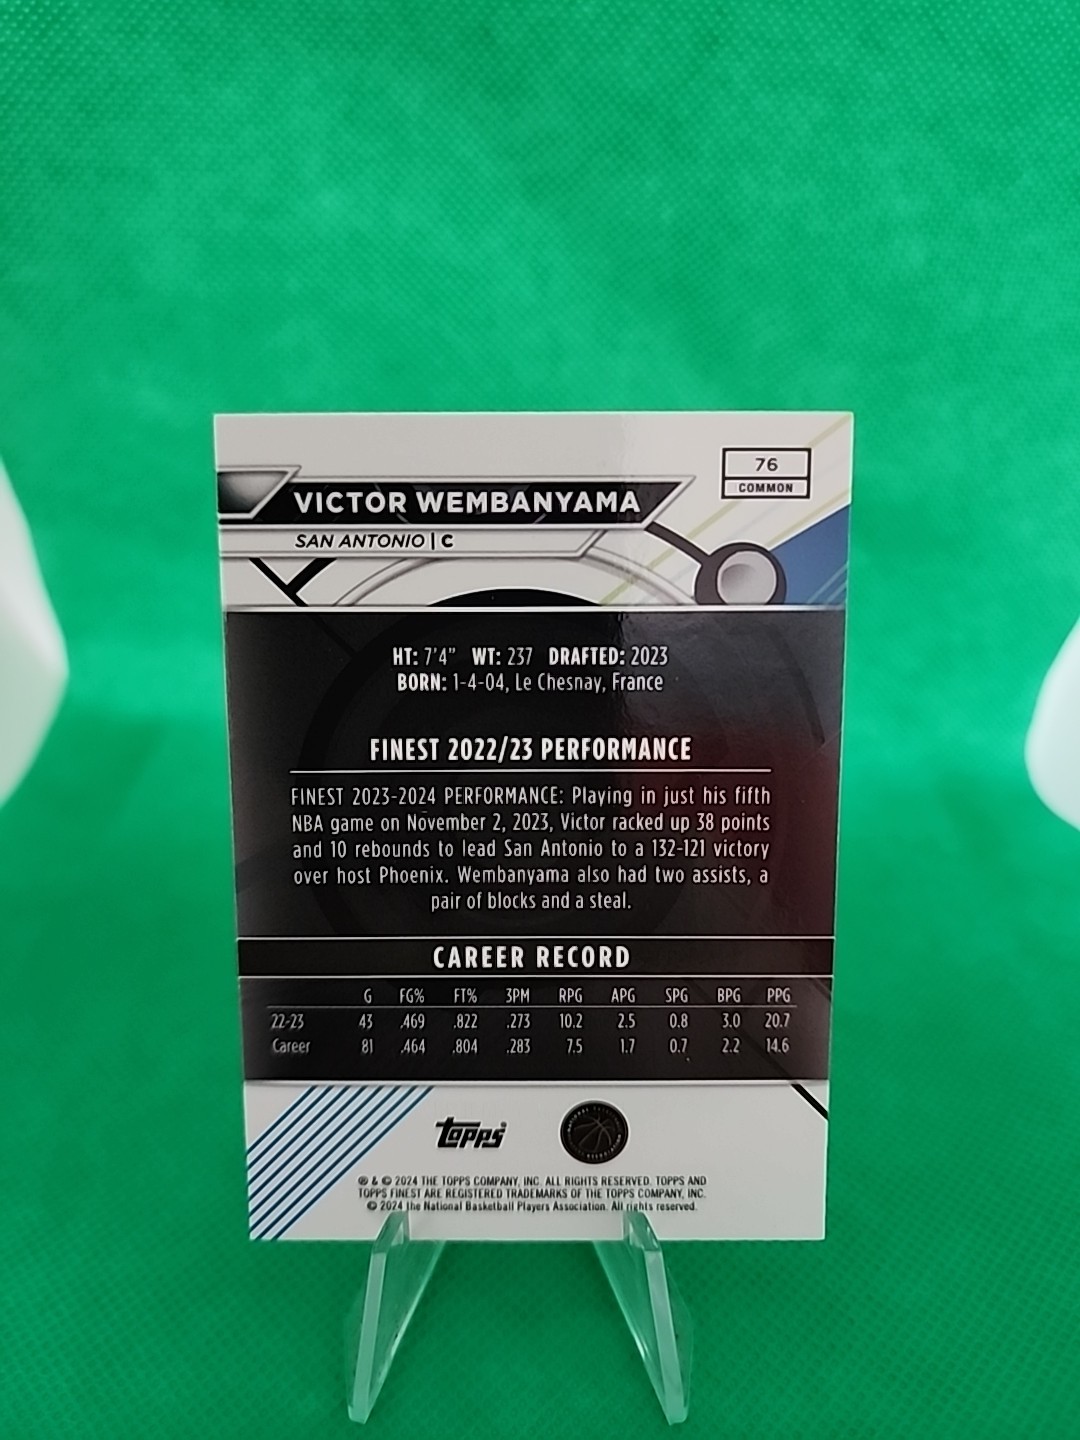 76
COMMON
VICTOR WEMBANYAMA
SAN ANTONIO | C
HT: 7'4" WT: 237 DRAFTED: 2023
BORN: 1-4-04, Le Chesnay, France
FINEST 2022/23 PERFORMANCE
FINEST 2023-2024 PERFORMANCE: Playing in just his fifth
NBA game on November 2, 2023, Victor racked up 38 points
and 10 rebounds to lead San Antonio to a 132-121 victory
over host Phoenix. Wembanyama also had two assists, a
pair of blocks and a steal.
CAREER RECORD
G FG% FT% 3PM RPG APG SPG BPG PPG
22-23 43 .469 .822 .273 10.2 2.5 0.8 3.0 20.7
Career 81 .464 .804 .283 7.5 1.7 0.7 2.2 14.6
topps
® & © 2024 THE TOPPS COMPANY, INC. ALL RIGHTS RESERVED. TOPPS AND
TOPPS FINEST ARE REGISTERED TRADEMARKS OF THE TOPPS COMPANY, INC.
© 2024 the National Basketball Players Association. All rights reserved.